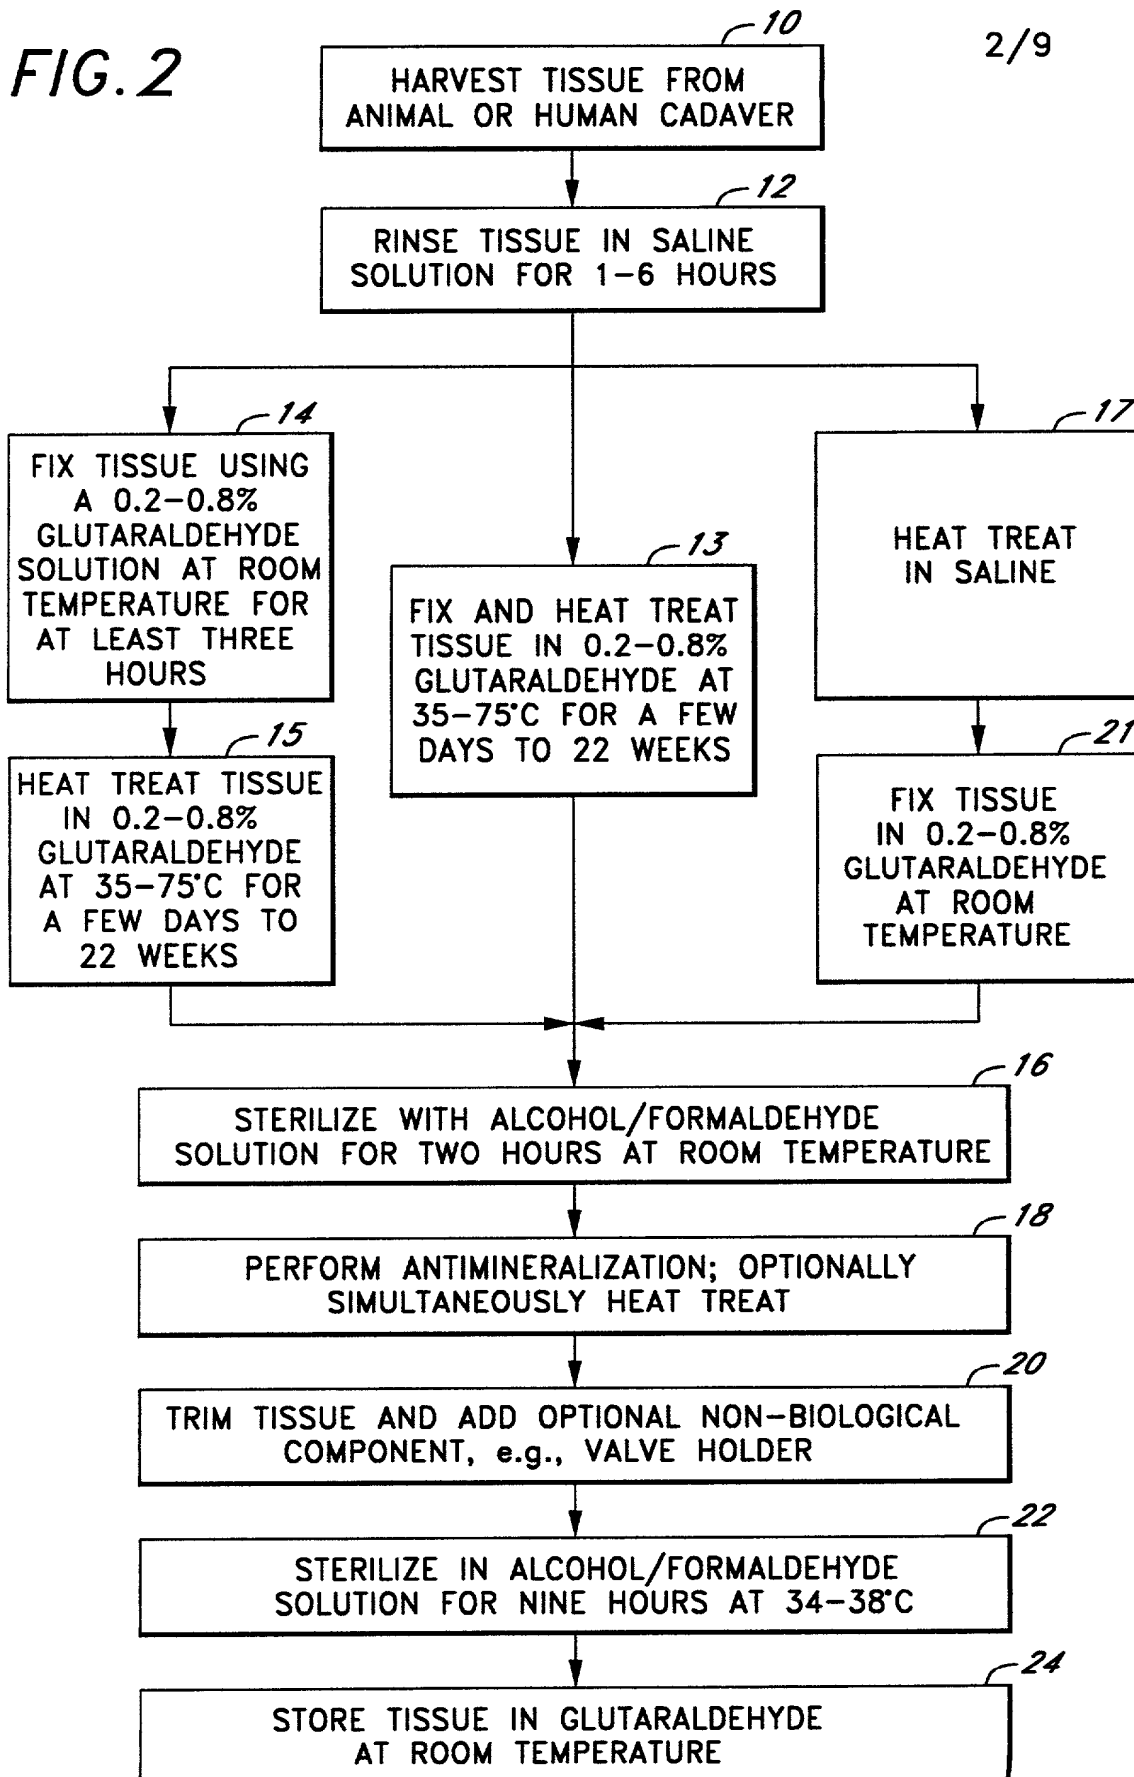 FIG. 2
2/9
10
HARVEST TISSUE FROM
ANIMAL OR HUMAN CADAVER
12
RINSE TISSUE IN SALINE
SOLUTION FOR 1-6 HOURS
14
FIX TISSUE USING
A 0.2-0.8%
GLUTARALDEHYDE
SOLUTION AT ROOM
TEMPERATURE FOR
AT LEAST THREE
HOURS
15
HEAT TREAT TISSUE
IN 0.2-0.8%
GLUTARALDEHYDE
AT 35-75°C FOR
A FEW DAYS TO
22 WEEKS
13
FIX AND HEAT TREAT
TISSUE IN 0.2-0.8%
GLUTARALDEHYDE AT
35-75°C FOR A FEW
DAYS TO 22 WEEKS
17
HEAT TREAT
IN SALINE
21
FIX TISSUE
IN 0.2-0.8%
GLUTARALDEHYDE
AT ROOM
TEMPERATURE
16
STERILIZE WITH ALCOHOL/FORMALDEHYDE
SOLUTION FOR TWO HOURS AT ROOM TEMPERATURE
18
PERFORM ANTIMINERALIZATION; OPTIONALLY
SIMULTANEOUSLY HEAT TREAT
20
TRIM TISSUE AND ADD OPTIONAL NON-BIOLOGICAL
COMPONENT, e.g., VALVE HOLDER
22
STERILIZE IN ALCOHOL/FORMALDEHYDE
SOLUTION FOR NINE HOURS AT 34-38°C
24
STORE TISSUE IN GLUTARALDEHYDE
AT ROOM TEMPERATURE